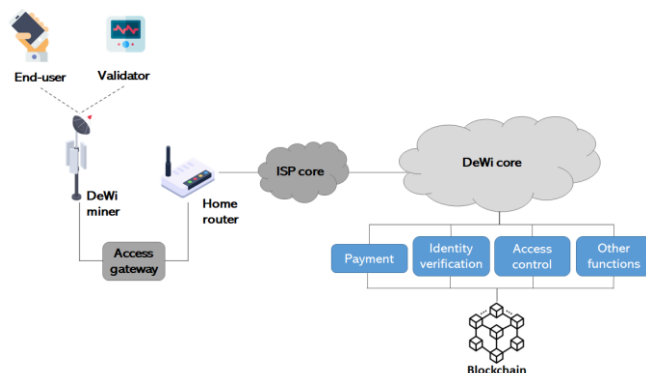 End-user
Validator
ISP core
DeWi core
DeWi
miner
Home
router
Access
gateway
Payment
Identity
verification
Access
control
Other
functions
Blockchain